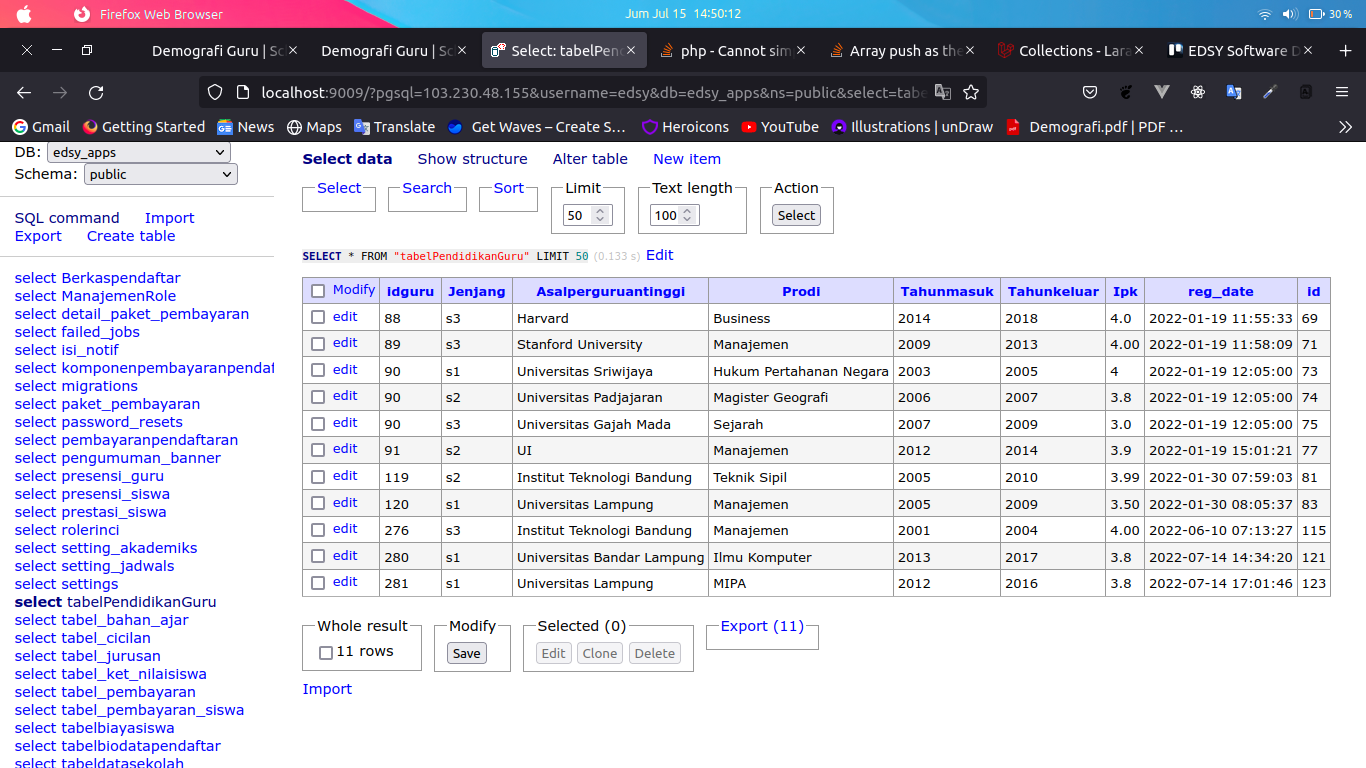 Firefox Web Browser
Jum Jul 15 14:50:12
30 %
Demografi Guru | Sc
Demografi Guru | Sc
Select: tabelPen
php - Cannot sim
Array push as the
Collections - Lara
EDSY Software D
localhost:9009/?pgsql=103.230.48.155&username=edsy&db=edsy_apps&ns=public&select=tabe
Gmail
Getting Started
News
Maps
Translate
Get Waves – Create S…
Heroicons
YouTube
Illustrations | unDraw
Demografi.pdf | PDF …
DB: edsy_apps
Schema: public
SQL command Import
Export Create table
select Berkaspendaftar
select ManajemenRole
select detail_paket_pembayaran
select failed_jobs
select isi_notif
select komponenpembayaranpendaf
select migrations
select paket_pembayaran
select password_resets
select pembayaranpendaftaran
select pengumuman_banner
select presensi_guru
select presensi_siswa
select prestasi_siswa
select rolerinci
select setting_akademiks
select setting_jadwals
select settings
select tabelPendidikanGuru
select tabel_bahan_ajar
select tabel_cicilan
select tabel_jurusan
select tabel_ket_nilaisiswa
select tabel_pembayaran
select tabel_pembayaran_siswa
select tabelbiayasiswa
select tabelbiodatapendaftar
select tabeldatasekolah
Select data Show structure Alter table New item
Select Search Sort Limit Text length Action
50 100 Select
SELECT * FROM "tabelPendidikanGuru" LIMIT 50 (0.133 s) Edit
Modify idguru Jenjang Asalperguruantinggi Prodi Tahunmasuk Tahunkeluar Ipk reg_date id
edit 88 s3 Harvard Business 2014 2018 4.0 2022-01-19 11:55:33 69
edit 89 s3 Stanford University Manajemen 2009 2013 4.00 2022-01-19 11:58:09 71
edit 90 s1 Universitas Sriwijaya Hukum Pertahanan Negara 2003 2005 4 2022-01-19 12:05:00 73
edit 90 s2 Universitas Padjajaran Magister Geografi 2006 2007 3.8 2022-01-19 12:05:00 74
edit 90 s3 Universitas Gajah Mada Sejarah 2007 2009 3.0 2022-01-19 12:05:00 75
edit 91 s2 UI Manajemen 2012 2014 3.9 2022-01-19 15:01:21 77
edit 119 s2 Institut Teknologi Bandung Teknik Sipil 2005 2010 3.99 2022-01-30 07:59:03 81
edit 120 s1 Universitas Lampung Manajemen 2005 2009 3.50 2022-01-30 08:05:37 83
edit 276 s3 Institut Teknologi Bandung Manajemen 2001 2004 4.00 2022-06-10 07:13:27 115
edit 280 s1 Universitas Bandar Lampung Ilmu Komputer 2013 2017 3.8 2022-07-14 14:34:20 121
edit 281 s1 Universitas Lampung MIPA 2012 2016 3.8 2022-07-14 17:01:46 123
Whole result Modify Selected (0) Export (11)
11 rows Save Edit Clone Delete
Import